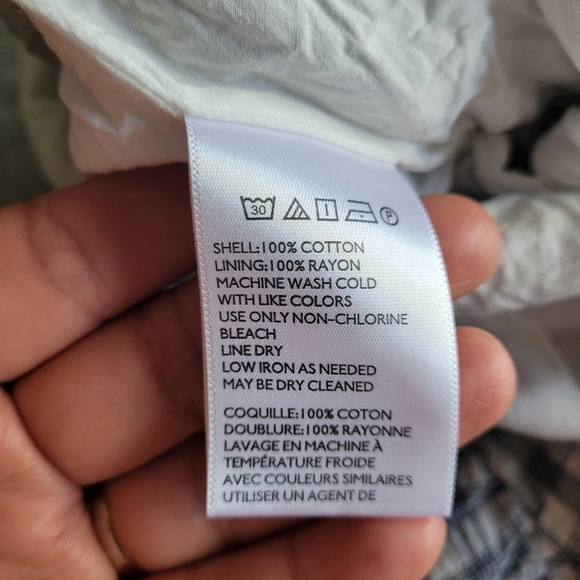 30 P
SHELL:100% COTTON
LINING:100% RAYON
MACHINE WASH COLD
WITH LIKE COLORS
USE ONLY NON-CHLORINE
BLEACH
LINE DRY
LOW IRON AS NEEDED
MAY BE DRY CLEANED
COQUILLE:100% COTON
DOUBLURE:100% RAYONNE
LAVAGE EN MACHINE À
TEMPÉRATURE FROIDE
AVEC COULEURS SIMILAIRES
UTILISER UN AGENT DE